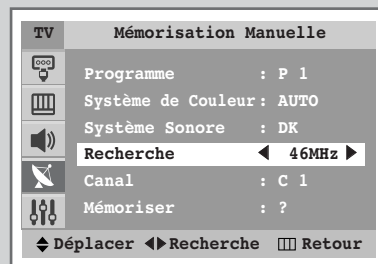 TV Mémorisation Manuelle
Programme : P 1
Système de Couleur : AUTO
Système Sonore : DK
Recherche ◀ 46MHz ▶
Canal : C 1
Mémoriser : ?
Déplacer ◀▶ Recherche Retour